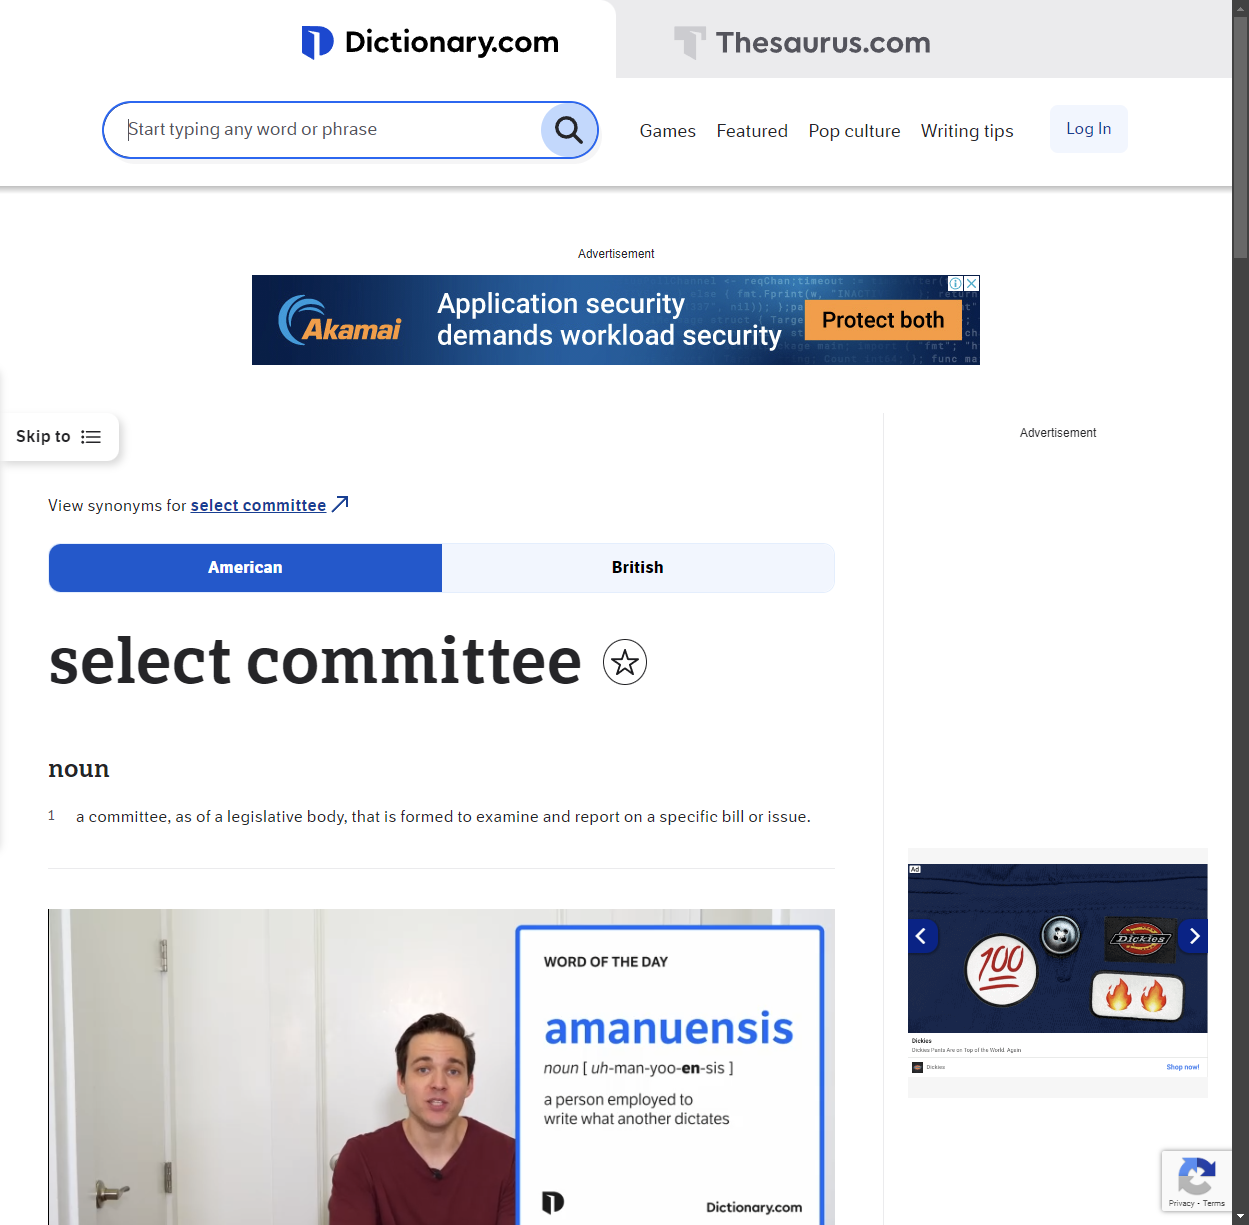 Dictionary.com
Thesaurus.com
Start typing any word or phrase
Games Featured Pop culture Writing tips
Log In
Advertisement
Akamai
Application security
demands workload security
Protect both
Skip to
Advertisement
View synonyms for select committee
American
British
select committee
noun
1 a committee, as of a legislative body, that is formed to examine and report on a specific bill or issue.
WORD OF THE DAY
amanuensis
noun [ uh-man-yoo-en-sis ]
a person employed to
write what another dictates
Dictionary.com
Ad
100
Dickies
Dickies
Dickies Pants Are on Top of the World. Again
Dickies
Shop now!
Privacy - Terms